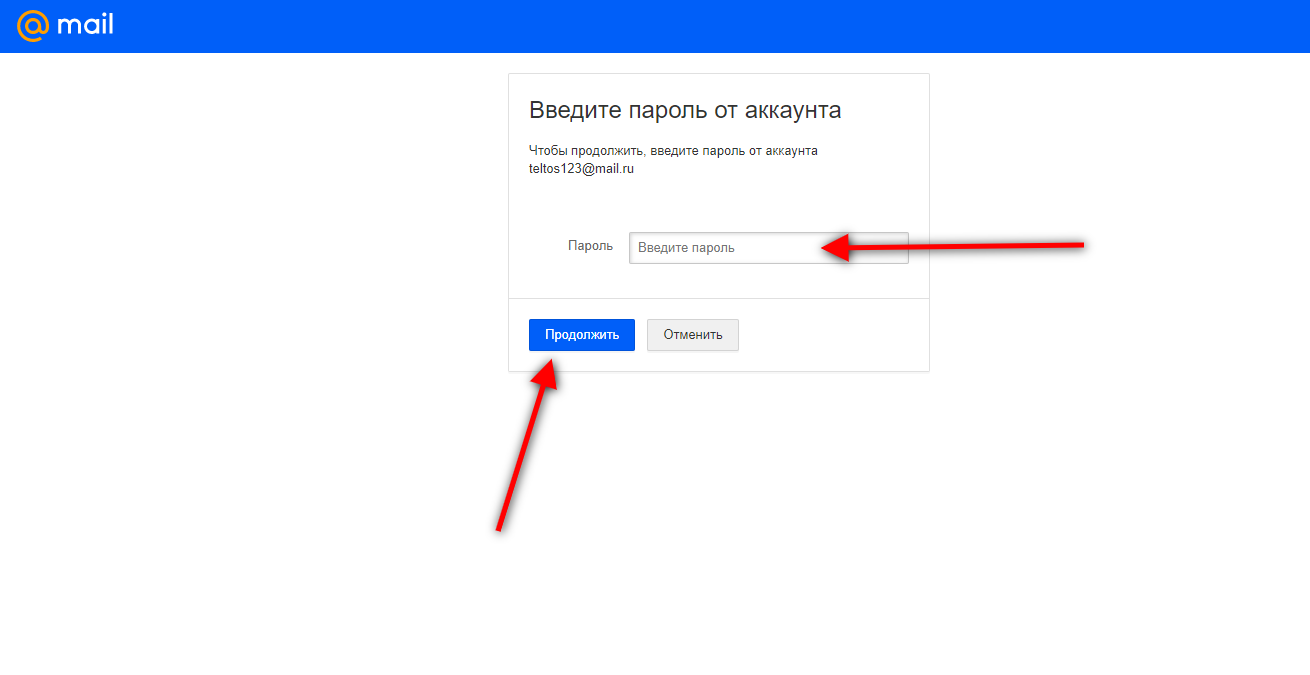 mail
Введите пароль от аккаунта
Чтобы продолжить, введите пароль от аккаунта
teltos123@mail.ru
Пароль Введите пароль
Продолжить Отменить